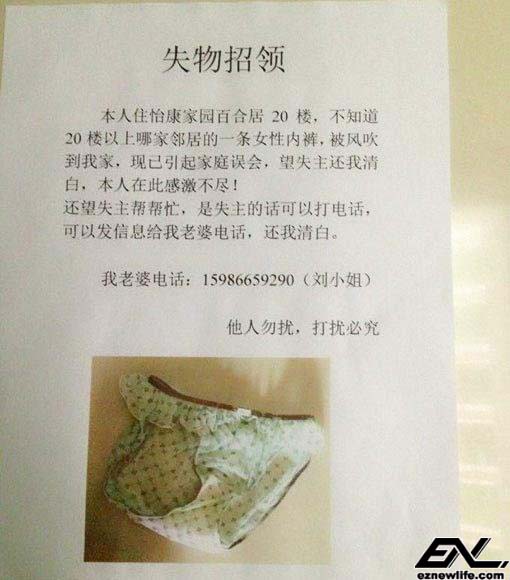 失物招领
本人住怡康家园百合居 20 楼，不知道
20 楼以上哪家邻居的一条女性内裤，被风吹
到我家，现已引起家庭误会，望失主还我清
白，本人在此感激不尽！
还望失主帮帮忙，是失主的话可以打电话，
可以发信息给我老婆电话，还我清白。
我老婆电话：15986659290（刘小姐）
他人勿扰，打扰必究
ENL
eznewlife.com